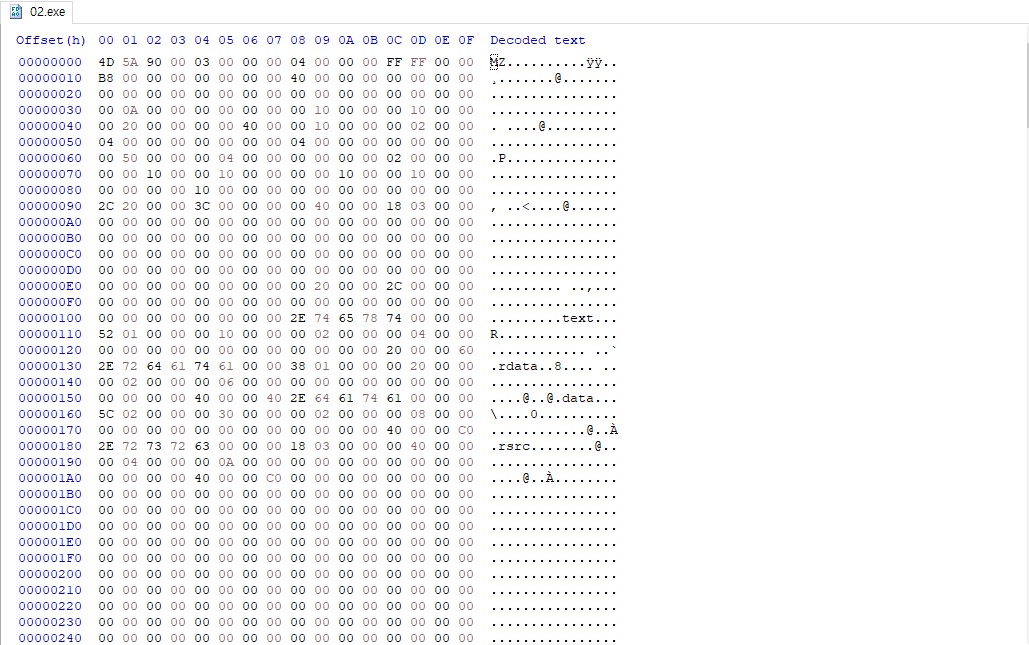 02.exe
Offset(h) 00 01 02 03 04 05 06 07 08 09 0A 0B 0C 0D 0E 0F Decoded text
00000000 4D 5A 90 00 03 00 00 00 04 00 00 00 FF FF 00 00 MZ..........ÿÿ..
00000010 B8 00 00 00 00 00 00 00 40 00 00 00 00 00 00 00 ¸.......@.......
00000020 00 00 00 00 00 00 00 00 00 00 00 00 00 00 00 00 ................
00000030 00 0A 00 00 00 00 00 00 00 10 00 00 00 10 00 00 ................
00000040 00 20 00 00 00 00 40 00 00 10 00 00 00 02 00 00 . ....@.........
00000050 04 00 00 00 00 00 00 00 04 00 00 00 00 00 00 00 ................
00000060 00 50 00 00 00 04 00 00 00 00 00 00 02 00 00 00 .P..............
00000070 00 00 10 00 00 10 00 00 00 00 10 00 00 10 00 00 ................
00000080 00 00 00 00 10 00 00 00 00 00 00 00 00 00 00 00 ................
00000090 2C 20 00 00 3C 00 00 00 00 40 00 00 18 03 00 00 , ..<....@......
000000A0 00 00 00 00 00 00 00 00 00 00 00 00 00 00 00 00 ................
000000B0 00 00 00 00 00 00 00 00 00 00 00 00 00 00 00 00 ................
000000C0 00 00 00 00 00 00 00 00 00 00 00 00 00 00 00 00 ................
000000D0 00 00 00 00 00 00 00 00 00 00 00 00 00 00 00 00 ................
000000E0 00 00 00 00 00 00 00 00 00 20 00 00 2C 00 00 00 ......... ..,...
000000F0 00 00 00 00 00 00 00 00 00 00 00 00 00 00 00 00 ................
00000100 00 00 00 00 00 00 00 00 2E 74 65 78 74 00 00 00 .........text...
00000110 52 01 00 00 00 10 00 00 00 02 00 00 00 04 00 00 R...............
00000120 00 00 00 00 00 00 00 00 00 00 00 00 20 00 00 60 ............ ..`
00000130 2E 72 64 61 74 61 00 00 38 01 00 00 00 20 00 00 .rdata..8.... ..
00000140 00 02 00 00 00 06 00 00 00 00 00 00 00 00 00 00 ................
00000150 00 00 00 00 40 00 00 40 2E 64 61 74 61 00 00 00 ....@..@.data...
00000160 5C 02 00 00 00 30 00 00 00 02 00 00 00 08 00 00 \....0..........
00000170 00 00 00 00 00 00 00 00 00 00 00 00 40 00 00 C0 ............@..À
00000180 2E 72 73 72 63 00 00 00 18 03 00 00 00 40 00 00 .rsrc........@..
00000190 00 04 00 00 00 0A 00 00 00 00 00 00 00 00 00 00 ................
000001A0 00 00 00 00 40 00 00 C0 00 00 00 00 00 00 00 00 ....@..À........
000001B0 00 00 00 00 00 00 00 00 00 00 00 00 00 00 00 00 ................
000001C0 00 00 00 00 00 00 00 00 00 00 00 00 00 00 00 00 ................
000001D0 00 00 00 00 00 00 00 00 00 00 00 00 00 00 00 00 ................
000001E0 00 00 00 00 00 00 00 00 00 00 00 00 00 00 00 00 ................
000001F0 00 00 00 00 00 00 00 00 00 00 00 00 00 00 00 00 ................
00000200 00 00 00 00 00 00 00 00 00 00 00 00 00 00 00 00 ................
00000210 00 00 00 00 00 00 00 00 00 00 00 00 00 00 00 00 ................
00000220 00 00 00 00 00 00 00 00 00 00 00 00 00 00 00 00 ................
00000230 00 00 00 00 00 00 00 00 00 00 00 00 00 00 00 00 ................
00000240 00 00 00 00 00 00 00 00 00 00 00 00 00 00 00 00 ................